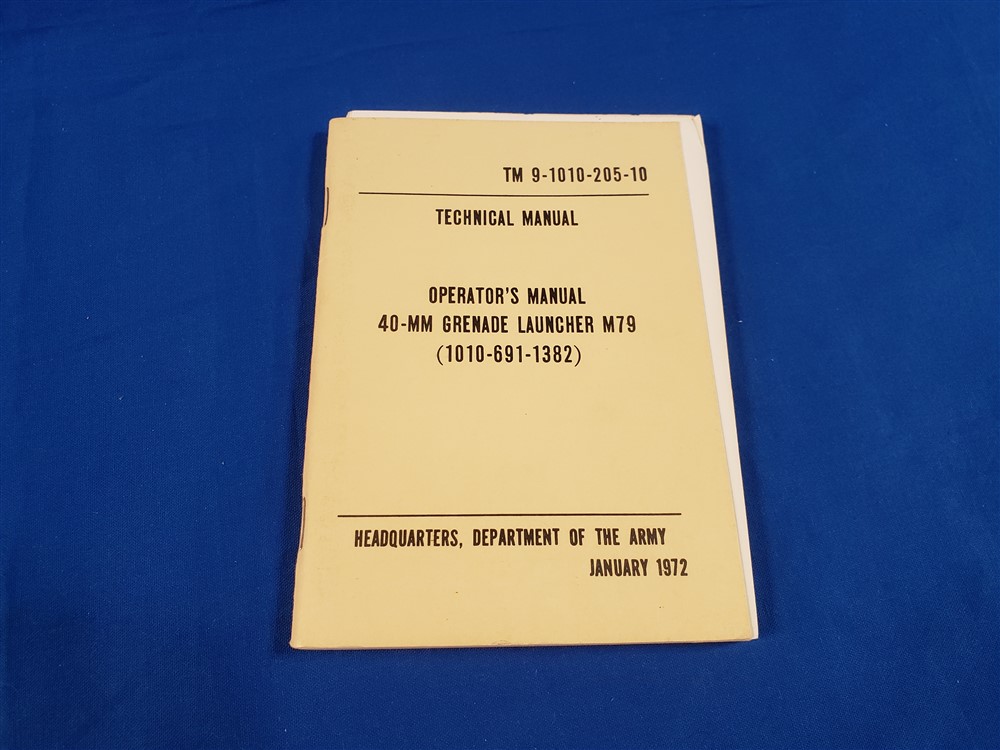 TM 9-1010-205-10
TECHNICAL MANUAL
OPERATOR'S MANUAL
40-MM GRENADE LAUNCHER M79
(1010-691-1382)
HEADQUARTERS, DEPARTMENT OF THE ARMY
JANUARY 1972